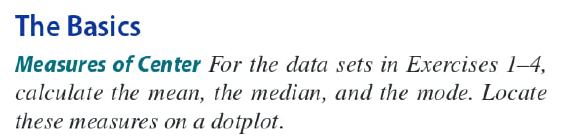 The Basics
Measures of Center For the data sets in Exercises 1–4,
calculate the mean, the median, and the mode. Locate
these measures on a dotplot.